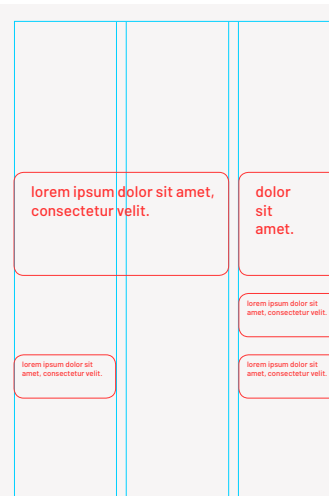 lorem ipsum dolor sit amet,
consectetur velit.
dolor
sit
amet.
lorem ipsum dolor sit
amet, consectetur velit.
lorem ipsum dolor sit
amet, consectetur velit.
lorem ipsum dolor sit
amet, consectetur velit.